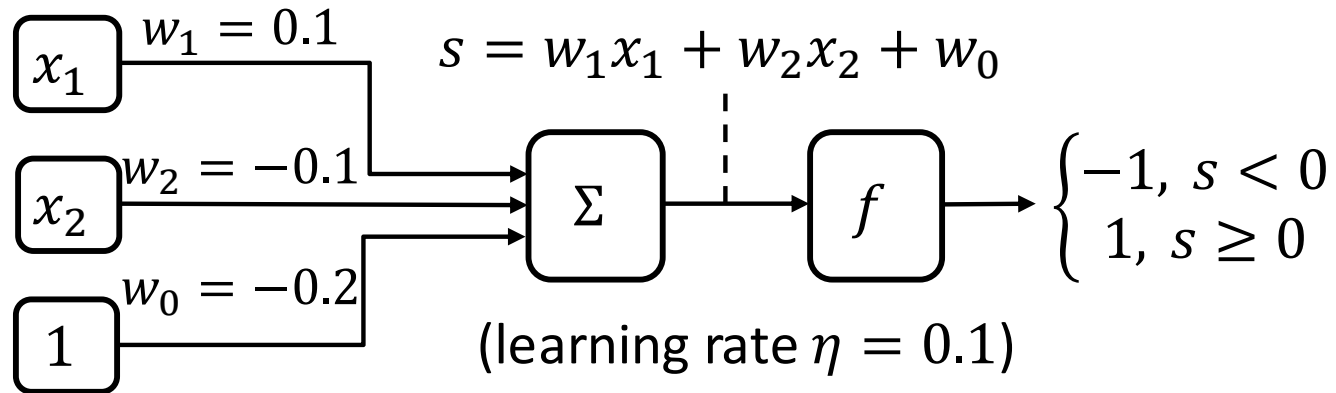 x₁
w₁ = 0.1
s = w₁x₁ + w₂x₂ + w₀
x₂
w₂ = −0.1
Σ
f
−1, s < 0
1, s ≥ 0
1
w₀ = −0.2
(learning rate η = 0.1)